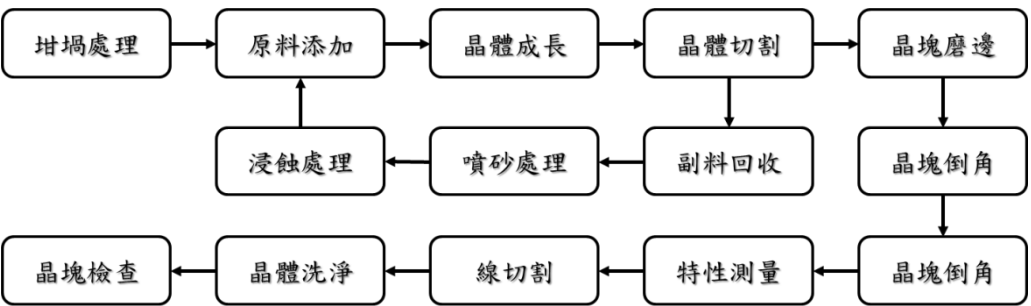 坩堝處理
原料添加
晶體成長
晶體切割
晶塊磨邊
浸蝕處理
噴砂處理
副料回收
晶塊倒角
晶塊檢查
晶體洗淨
線切割
特性測量
晶塊倒角